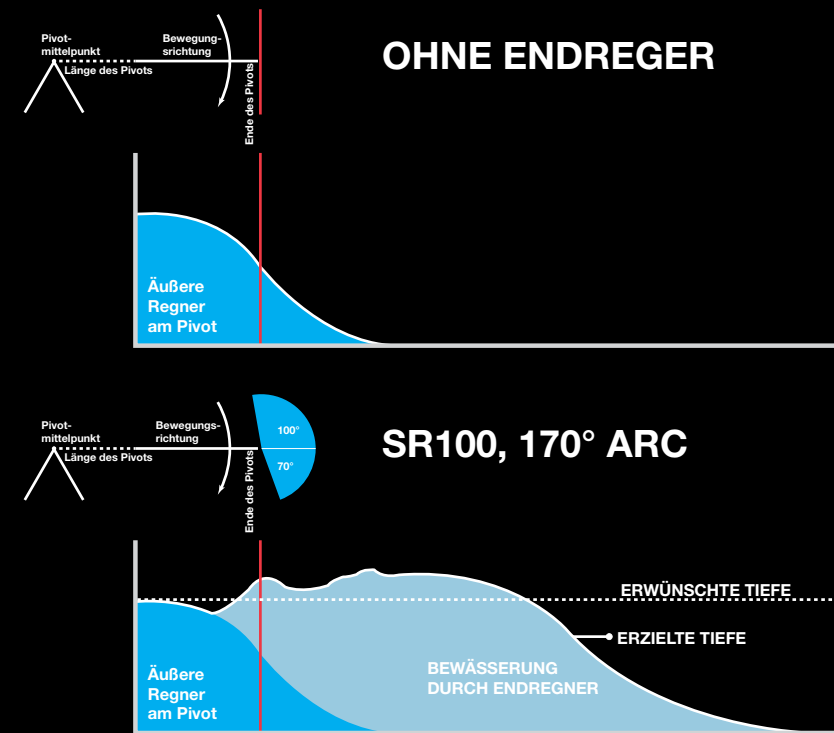 Pivot-
mittelpunkt
Bewegung-
srichtung
Länge des Pivots
Ende des Pivots
OHNE ENDREGER
Äußere
Regner
am Pivot
Pivot-
mittelpunkt
Bewegungs-
richtung
Länge des Pivots
100°
70°
Ende des Pivots
SR100, 170° ARC
ERWÜNSCHTE TIEFE
ERZIELTE TIEFE
BEWÄSSERUNG
DURCH ENDREGNER
Äußere
Regner
am Pivot